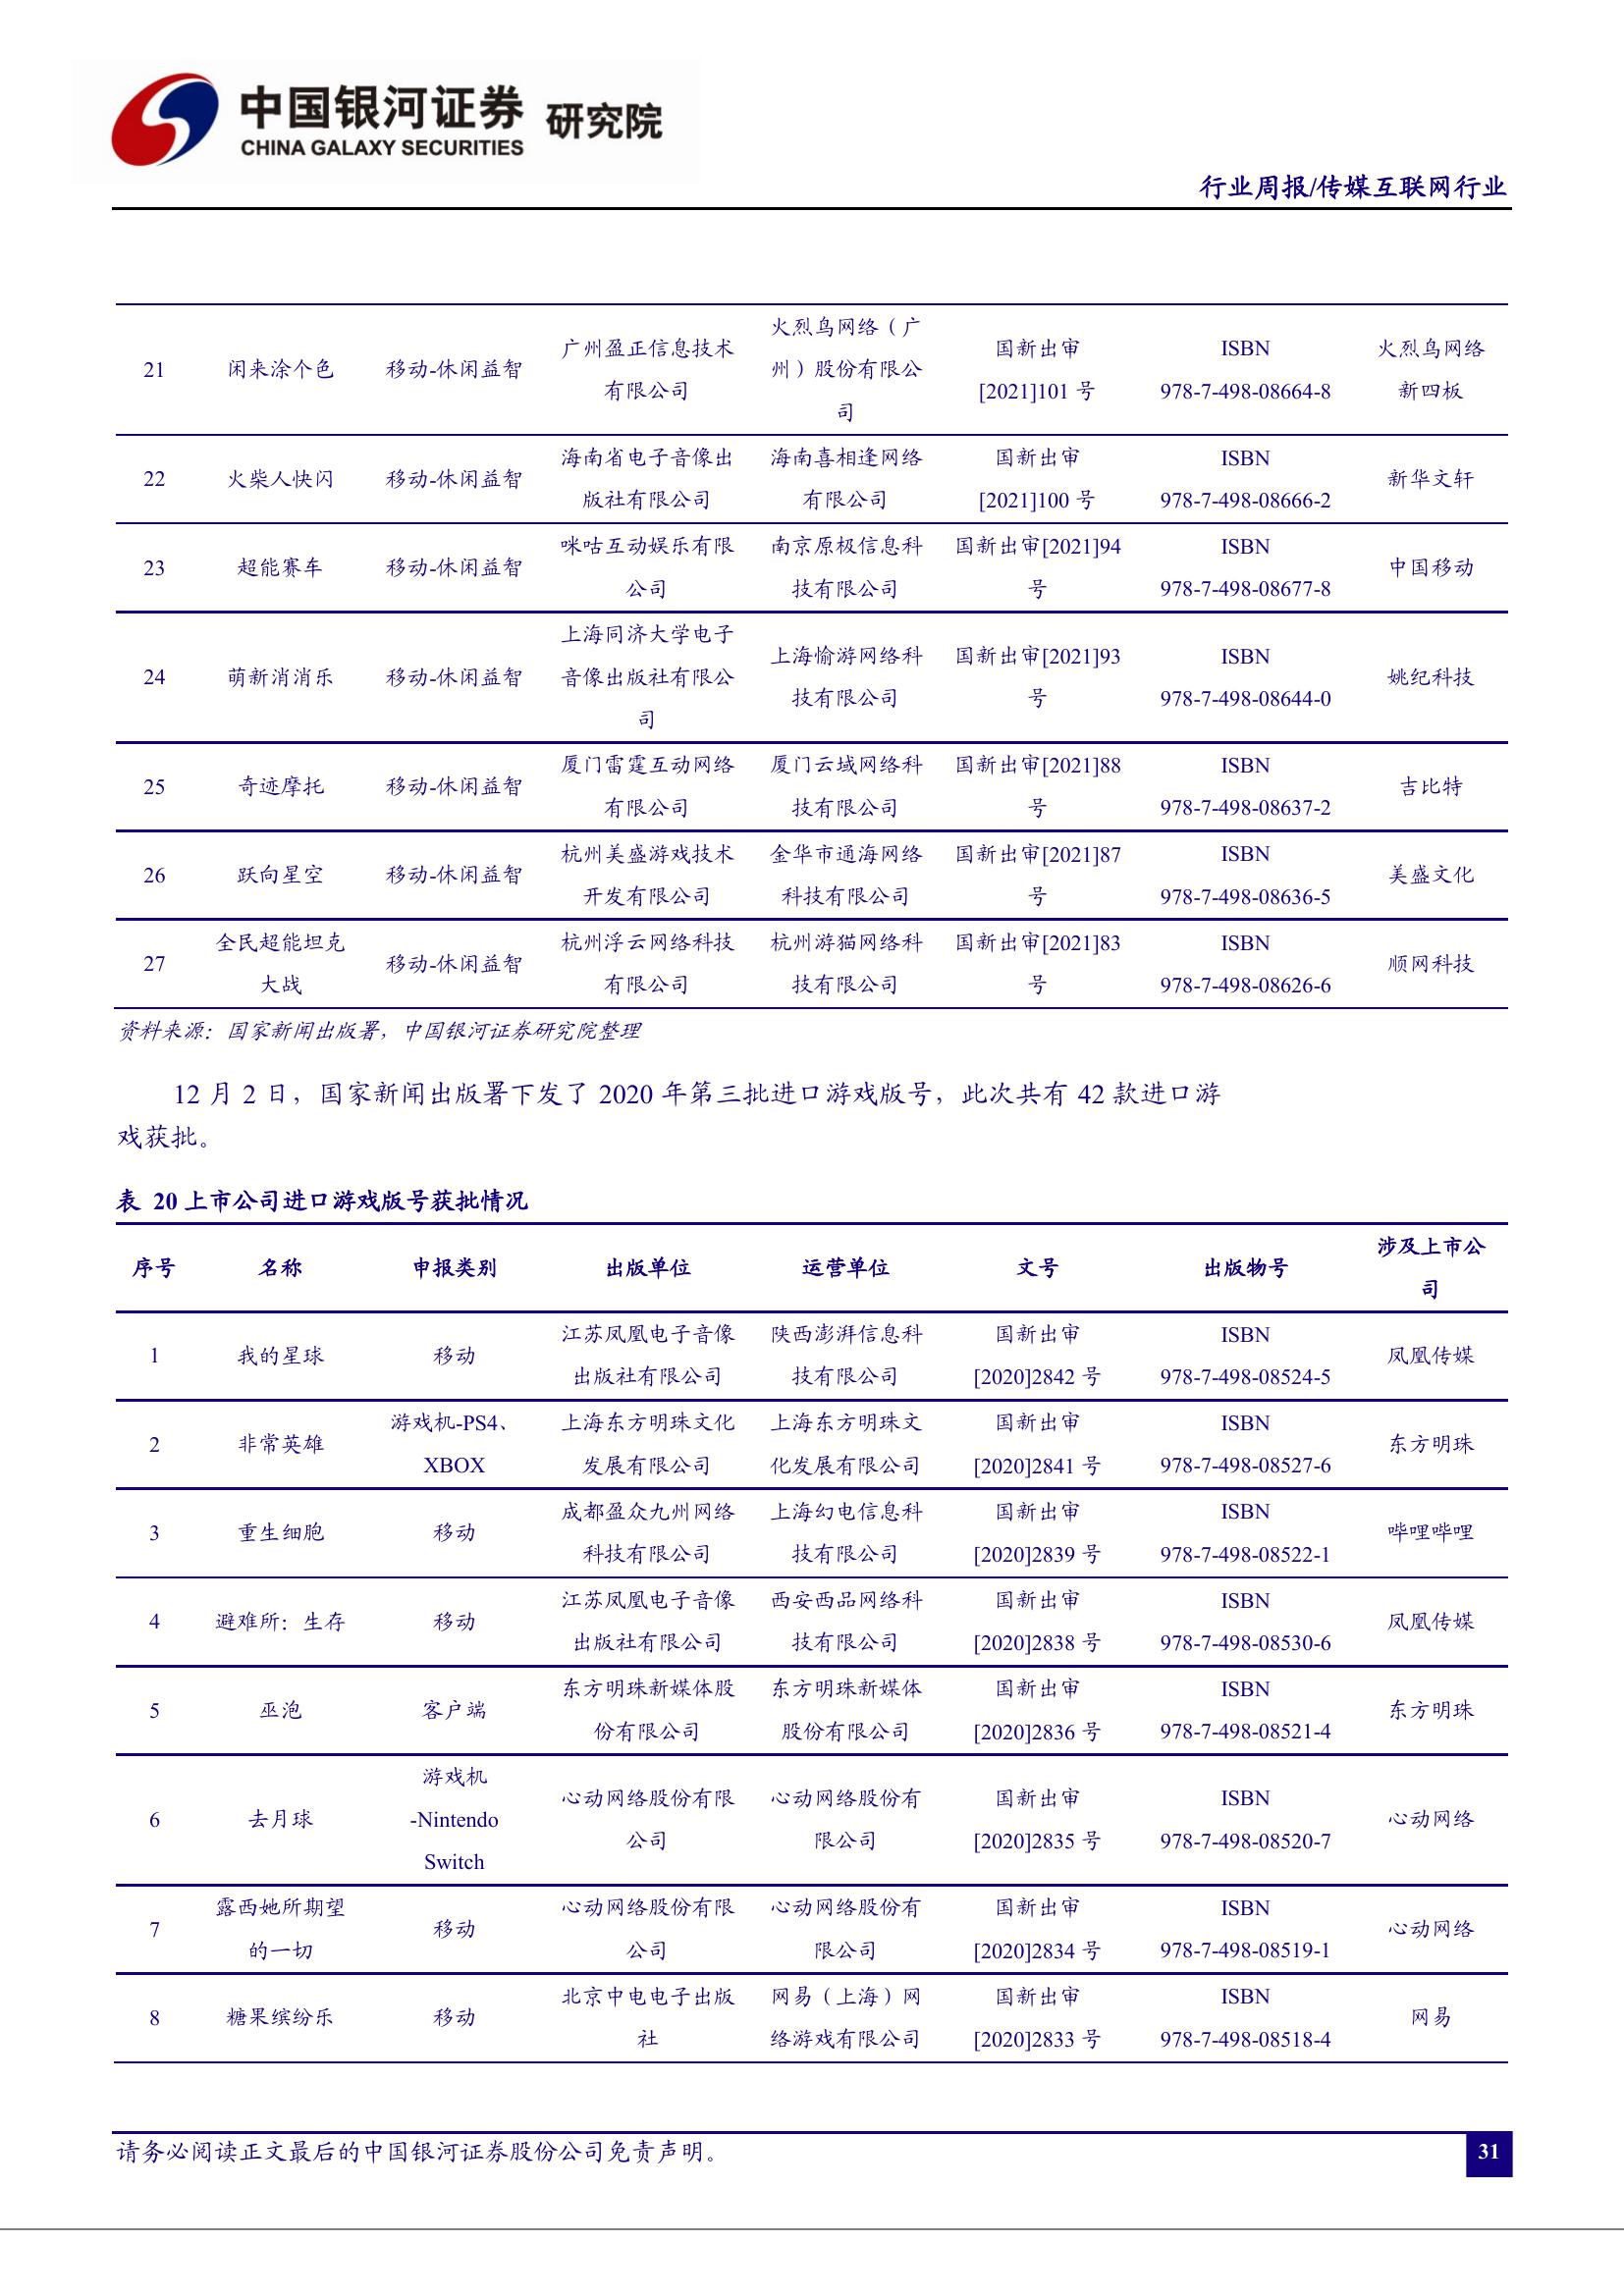 中国银河证券 研究院
CHINA GALAXY SECURITIES
行业周报/传媒互联网行业
21 闲来涂个色 移动-休闲益智 广州盈正信息技术有限公司 火烈鸟网络（广州）股份有限公司 国新出审[2021]101 号 ISBN 978-7-498-08664-8 火烈鸟网络新四板
22 火柴人快闪 移动-休闲益智 海南省电子音像出版社有限公司 海南喜相逢网络有限公司 国新出审[2021]100 号 ISBN 978-7-498-08666-2 新华文轩
23 超能赛车 移动-休闲益智 咪咕互动娱乐有限公司 南京原极信息科技有限公司 国新出审[2021]94号 ISBN 978-7-498-08677-8 中国移动
24 萌新消消乐 移动-休闲益智 上海同济大学电子音像出版社有限公司 上海愉游网络科技有限公司 国新出审[2021]93号 ISBN 978-7-498-08644-0 姚纪科技
25 奇迹摩托 移动-休闲益智 厦门雷霆互动网络有限公司 厦门云域网络科技有限公司 国新出审[2021]88号 ISBN 978-7-498-08637-2 吉比特
26 跃向星空 移动-休闲益智 杭州美盛游戏技术开发有限公司 金华市通海网络科技有限公司 国新出审[2021]87号 ISBN 978-7-498-08636-5 美盛文化
27 全民超能坦克大战 移动-休闲益智 杭州浮云网络科技有限公司 杭州游猫网络科技有限公司 国新出审[2021]83号 ISBN 978-7-498-08626-6 顺网科技
资料来源：国家新闻出版署，中国银河证券研究院整理
12 月 2 日，国家新闻出版署下发了 2020 年第三批进口游戏版号，此次共有 42 款进口游
戏获批。
表 20 上市公司进口游戏版号获批情况
序号 名称 申报类别 出版单位 运营单位 文号 出版物号 涉及上市公司
1 我的星球 移动 江苏凤凰电子音像出版社有限公司 陕西澎湃信息科技有限公司 国新出审[2020]2842 号 ISBN 978-7-498-08524-5 凤凰传媒
2 非常英雄 游戏机-PS4、XBOX 上海东方明珠文化发展有限公司 上海东方明珠文化发展有限公司 国新出审[2020]2841 号 ISBN 978-7-498-08527-6 东方明珠
3 重生细胞 移动 成都盈众九州网络科技有限公司 上海幻电信息科技有限公司 国新出审[2020]2839 号 ISBN 978-7-498-08522-1 哔哩哔哩
4 避难所：生存 移动 江苏凤凰电子音像出版社有限公司 西安西品网络科技有限公司 国新出审[2020]2838 号 ISBN 978-7-498-08530-6 凤凰传媒
5 巫泡 客户端 东方明珠新媒体股份有限公司 东方明珠新媒体股份有限公司 国新出审[2020]2836 号 ISBN 978-7-498-08521-4 东方明珠
6 去月球 游戏机-Nintendo Switch 心动网络股份有限公司 心动网络股份有限公司 国新出审[2020]2835 号 ISBN 978-7-498-08520-7 心动网络
7 露西她所期望的一切 移动 心动网络股份有限公司 心动网络股份有限公司 国新出审[2020]2834 号 ISBN 978-7-498-08519-1 心动网络
8 糖果缤纷乐 移动 北京中电电子出版社 网易（上海）网络游戏有限公司 国新出审[2020]2833 号 ISBN 978-7-498-08518-4 网易
请务必阅读正文最后的中国银河证券股份公司免责声明。
31